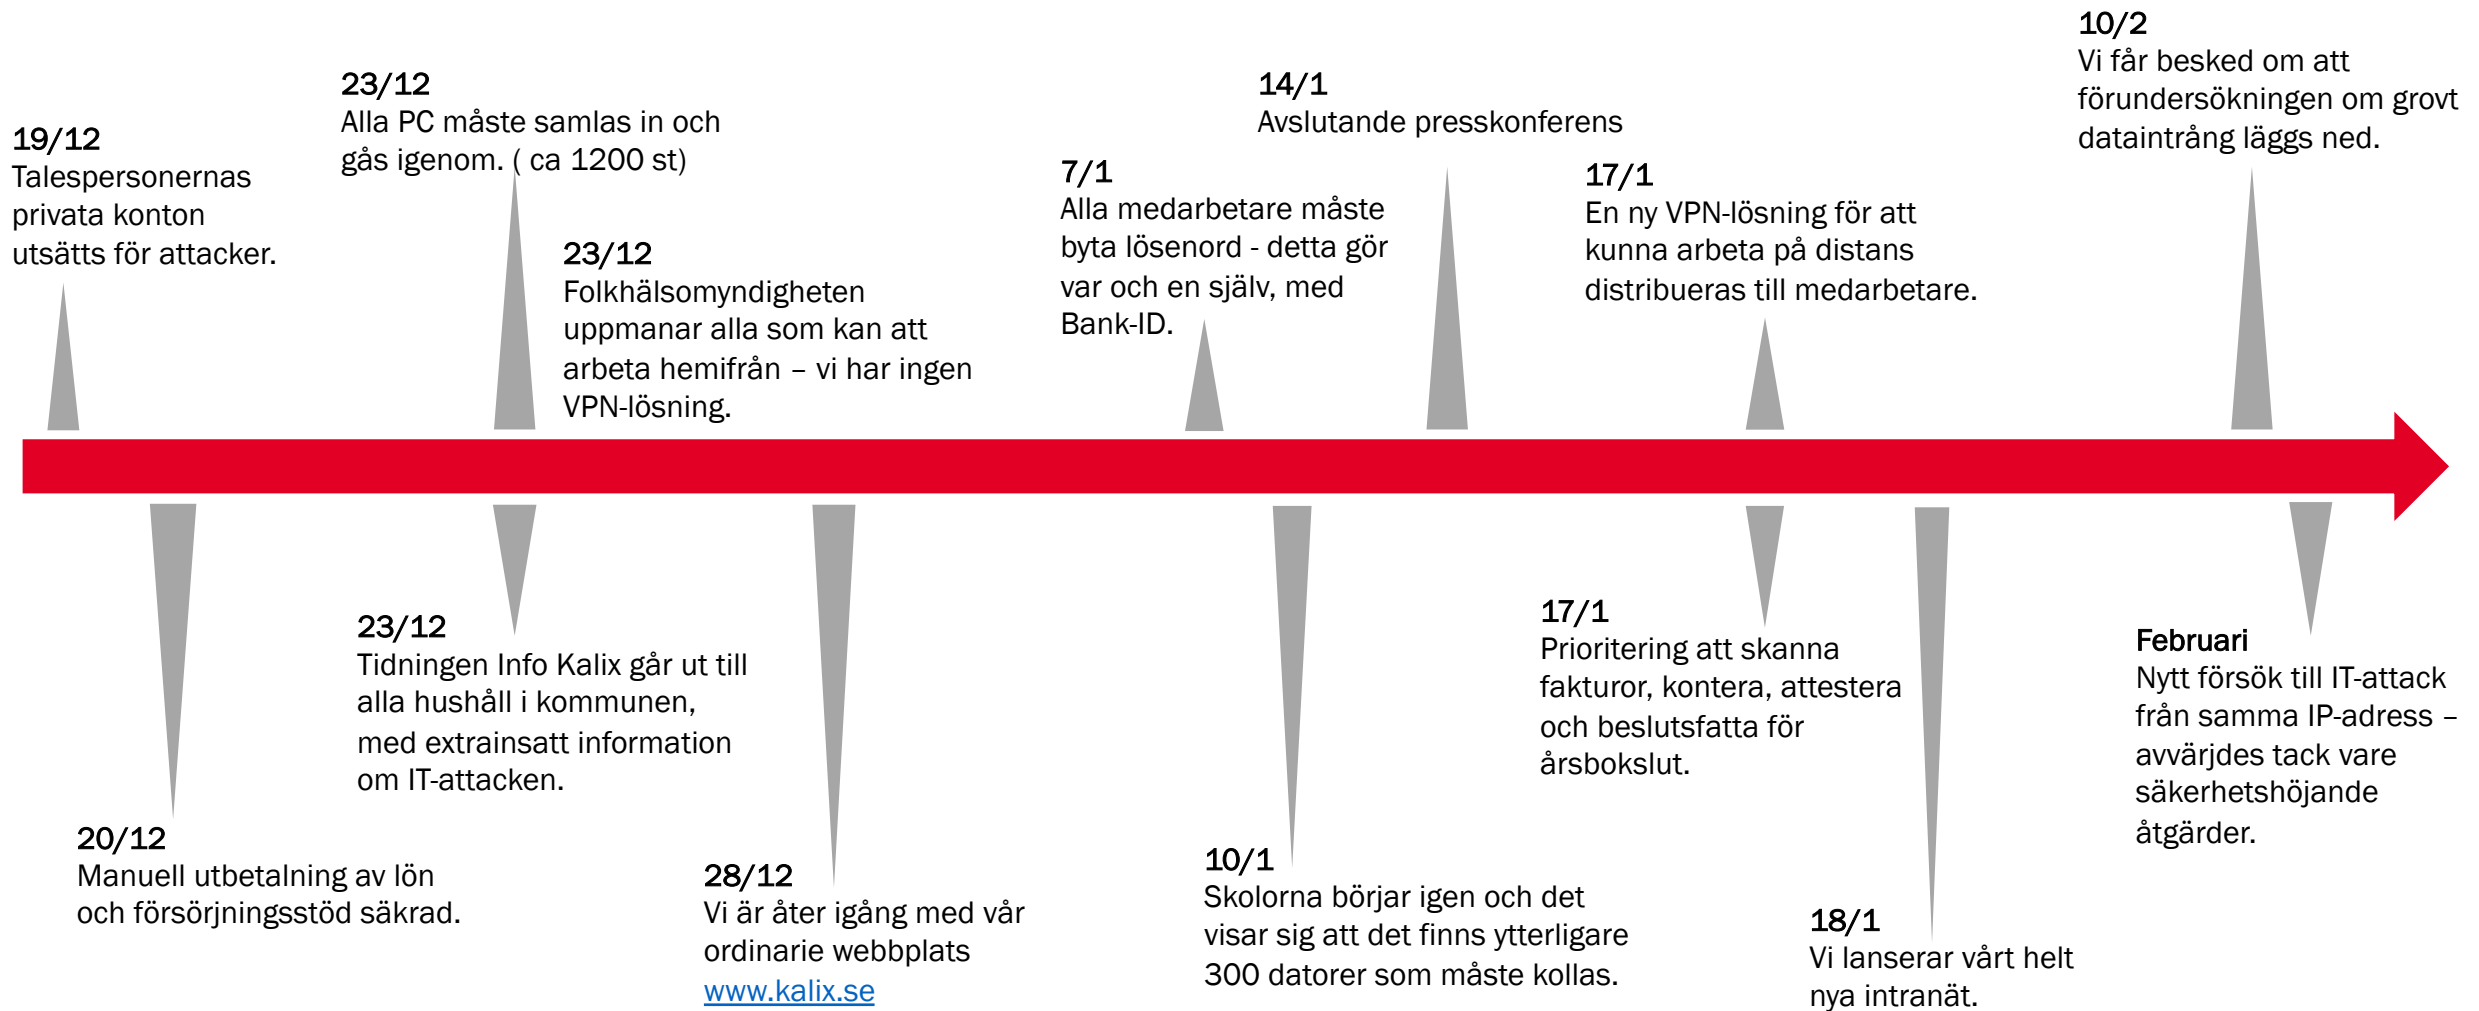 19/12
Talespersonernas
privata konton
utsätts för attacker.
20/12
Manuell utbetalning av lön
och försörjningsstöd säkrad.
23/12
Alla PC måste samlas in och
gås igenom. ( ca 1200 st)
23/12
Folkhälsomyndigheten
uppmanar alla som kan att
arbeta hemifrån – vi har ingen
VPN-lösning.
23/12
Tidningen Info Kalix går ut till
alla hushåll i kommunen,
med extrainsatt information
om IT-attacken.
28/12
Vi är åter igång med vår
ordinarie webbplats
www.kalix.se
7/1
Alla medarbetare måste
byta lösenord - detta gör
var och en själv, med
Bank-ID.
10/1
Skolorna börjar igen och det
visar sig att det finns ytterligare
300 datorer som måste kollas.
14/1
Avslutande presskonferens
17/1
En ny VPN-lösning för att
kunna arbeta på distans
distribueras till medarbetare.
17/1
Prioritering att skanna
fakturor, kontera, attestera
och beslutsfatta för
årsbokslut.
18/1
Vi lanserar vårt helt
nya intranät.
10/2
Vi får besked om att
förundersökningen om grovt
dataintrång läggs ned.
Februari
Nytt försök till IT-attack
från samma IP-adress –
avvärjdes tack vare
säkerhetshöjande
åtgärder.